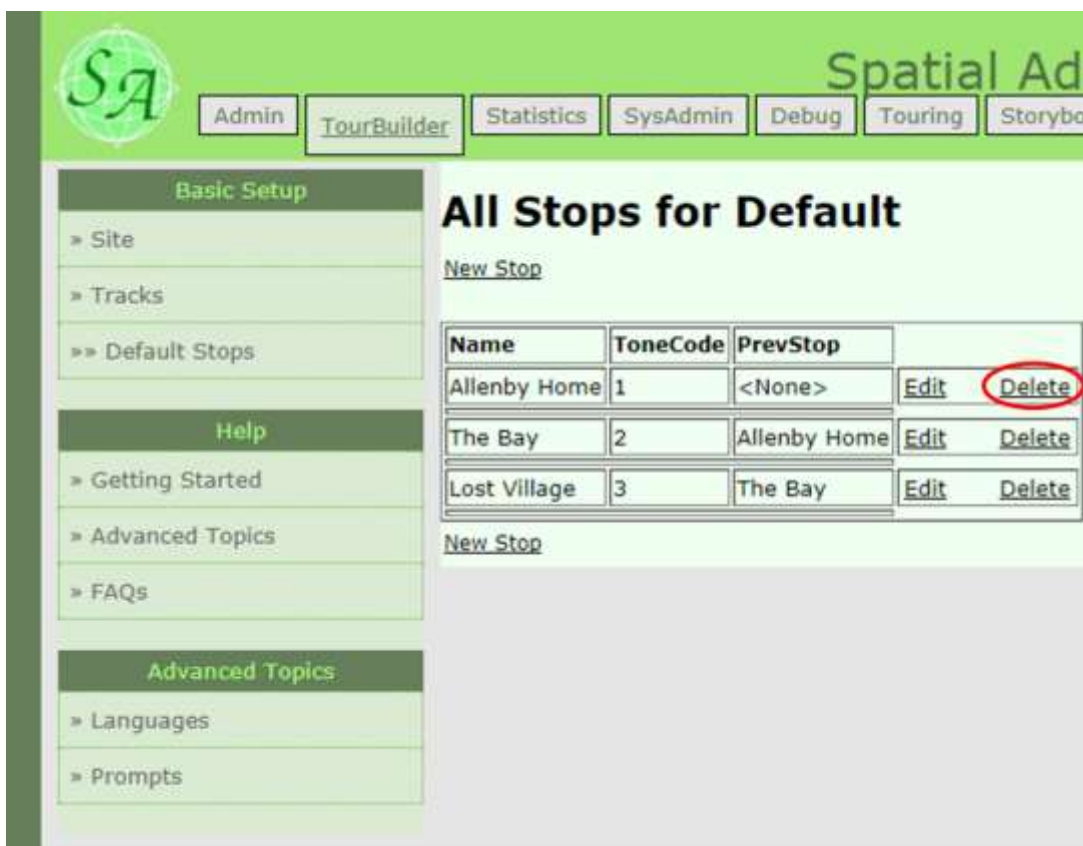 SA
Spatial Ad
Admin TourBuilder Statistics SysAdmin Debug Touring Storybo
Basic Setup
» Site
» Tracks
»» Default Stops
Help
» Getting Started
» Advanced Topics
» FAQs
Advanced Topics
» Languages
» Prompts
All Stops for Default
New Stop
Name ToneCode PrevStop
Allenby Home 1 <None> Edit Delete
The Bay 2 Allenby Home Edit Delete
Lost Village 3 The Bay Edit Delete
New Stop